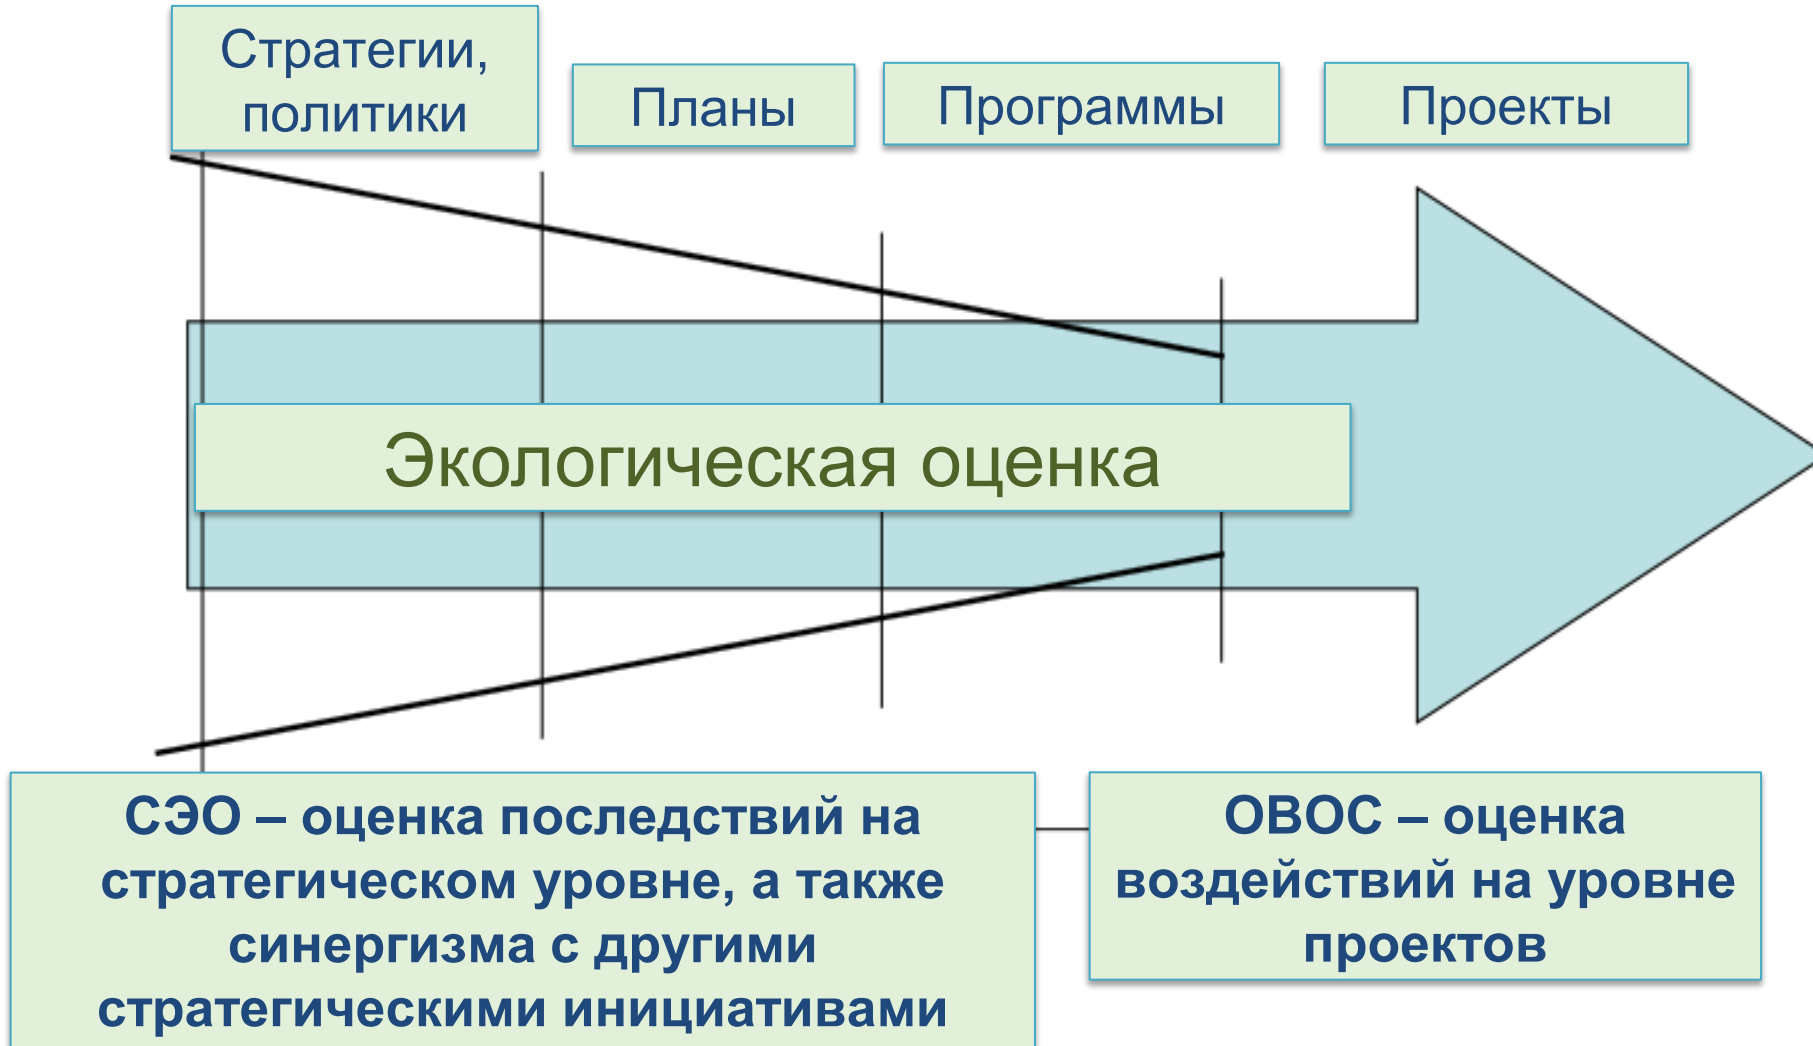 Стратегии,
политики
Планы
Программы
Проекты
Экологическая оценка
СЭО – оценка последствий на
стратегическом уровне, а также
синергизма с другими
стратегическими инициативами
ОВОС – оценка
воздействий на уровне
проектов